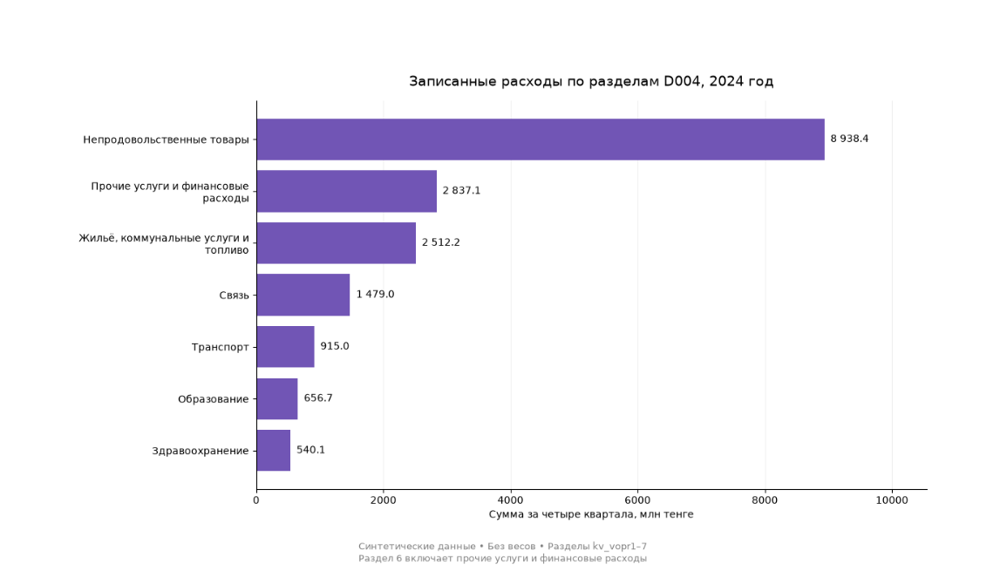 Записанные расходы по разделам D004, 2024 год
Непродовольственные товары
8 938.4
Прочие услуги и финансовые
расходы
2 837.1
Жильё, коммунальные услуги и
топливо
2 512.2
Связь
1 479.0
Транспорт
915.0
Образование
656.7
Здравоохранение
540.1
0 2000 4000 6000 8000 10000
Сумма за четыре квартала, млн тенге
Синтетические данные • Без весов • Разделы kv_vopr1–7
Раздел 6 включает прочие услуги и финансовые расходы